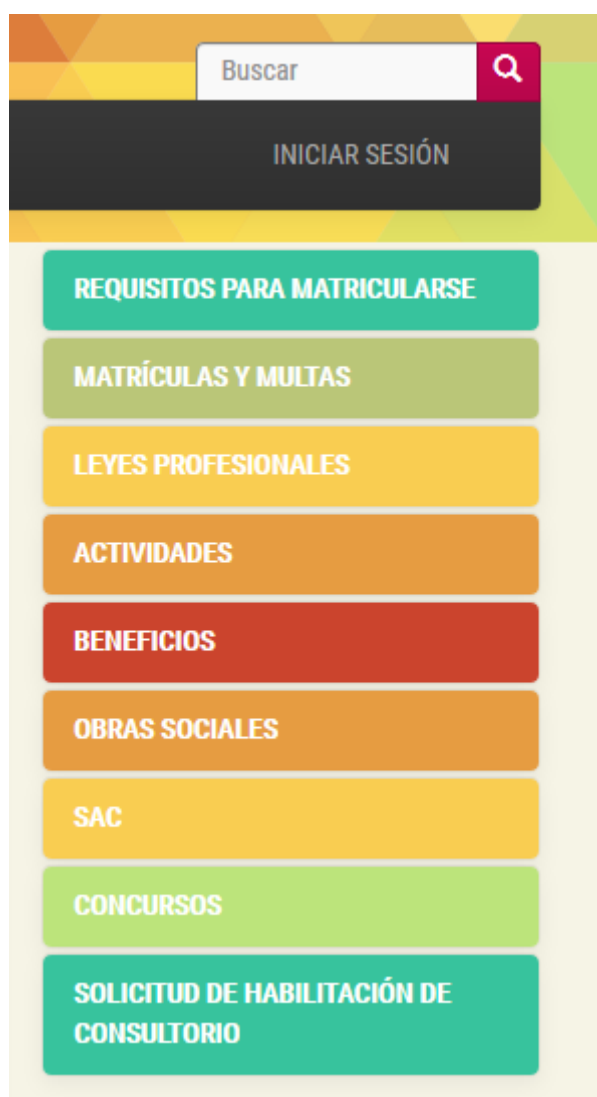 Buscar
INICIAR SESIÓN
REQUISITOS PARA MATRICULARSE
MATRÍCULAS Y MULTAS
LEYES PROFESIONALES
ACTIVIDADES
BENEFICIOS
OBRAS SOCIALES
SAC
CONCURSOS
SOLICITUD DE HABILITACIÓN DE
CONSULTORIO